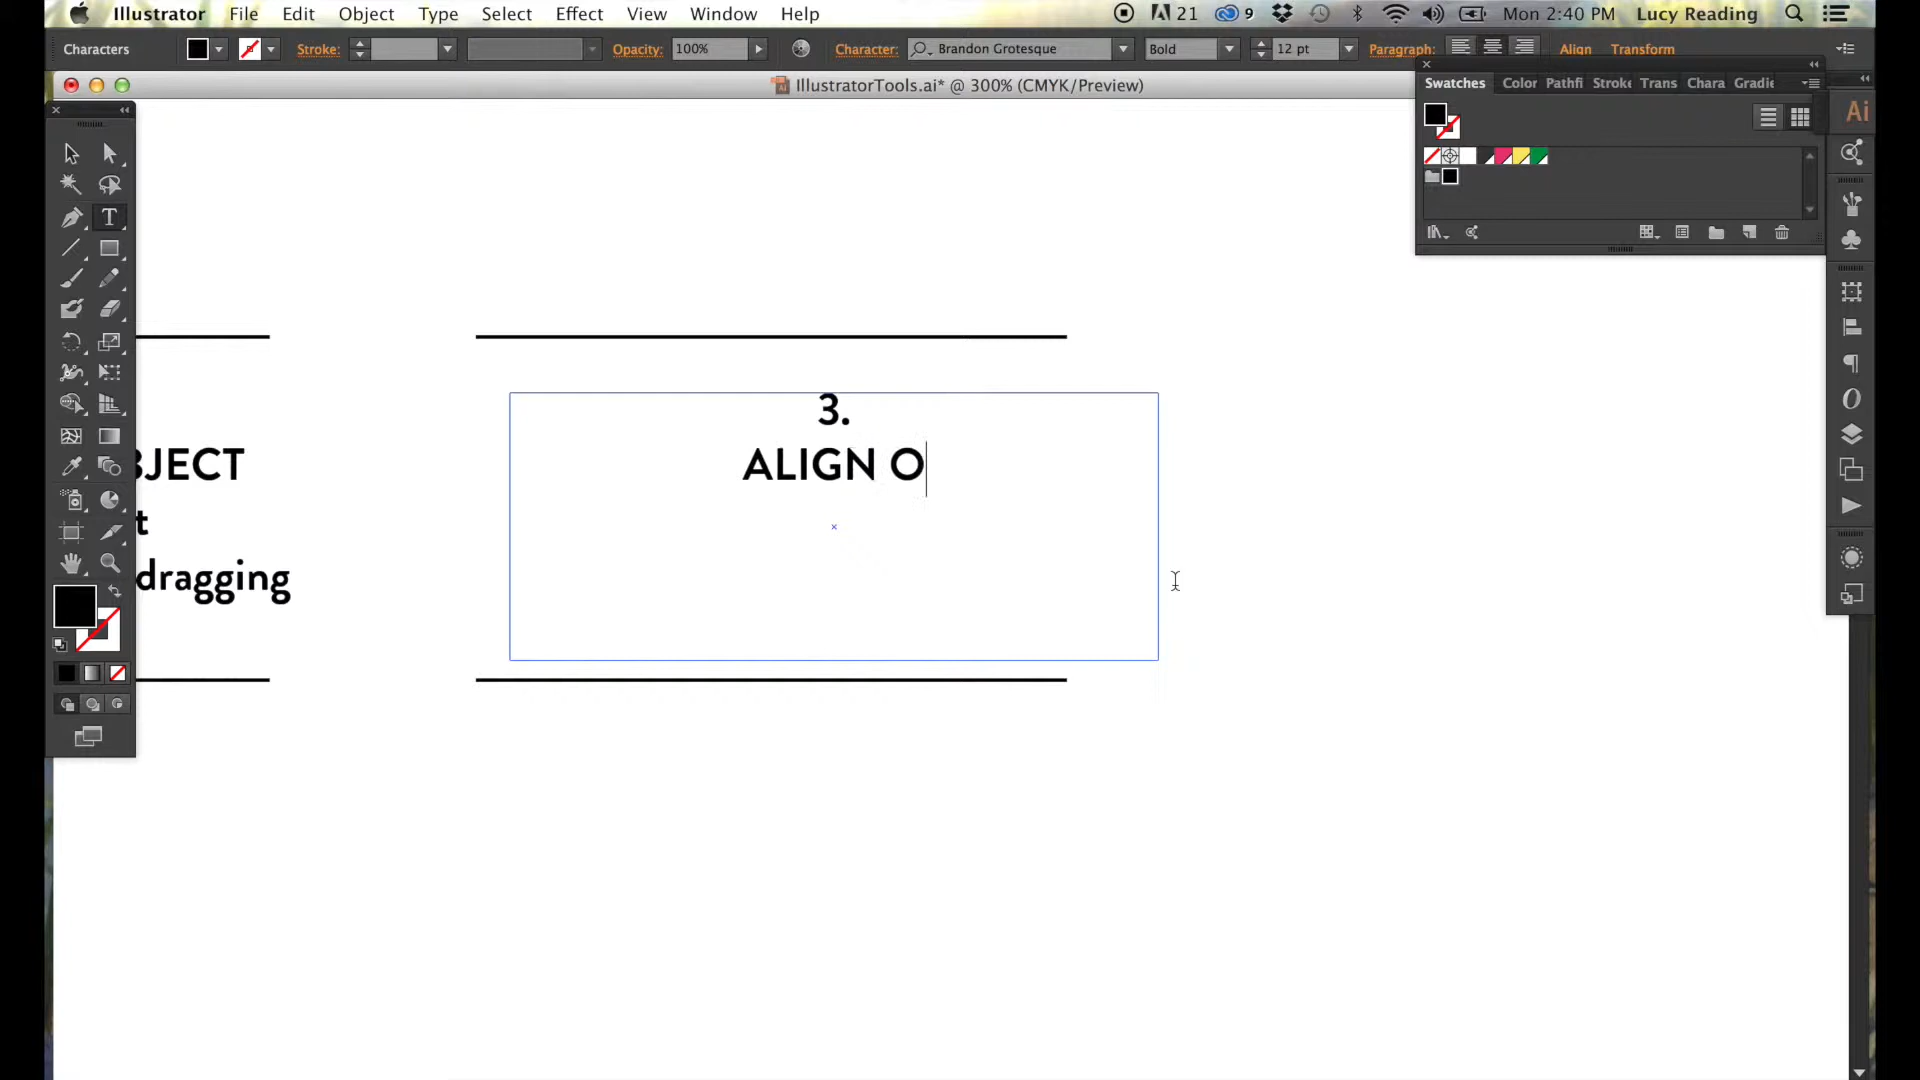 Illustrator File Edit Object Type Select Effect View Window Help 21 9 Mon 2:40 PM Lucy Reading
Characters Stroke: Opacity: 100% Character: Brandon Grotesque Bold 12 pt Paragraph: Align Transform
IllustratorTools.ai* @ 300% (CMYK/Preview)
Swatches Color Pathfi Stroke Trans Chara Gradie
Ai
T
3.
BJECT
ALIGN O
t
dragging